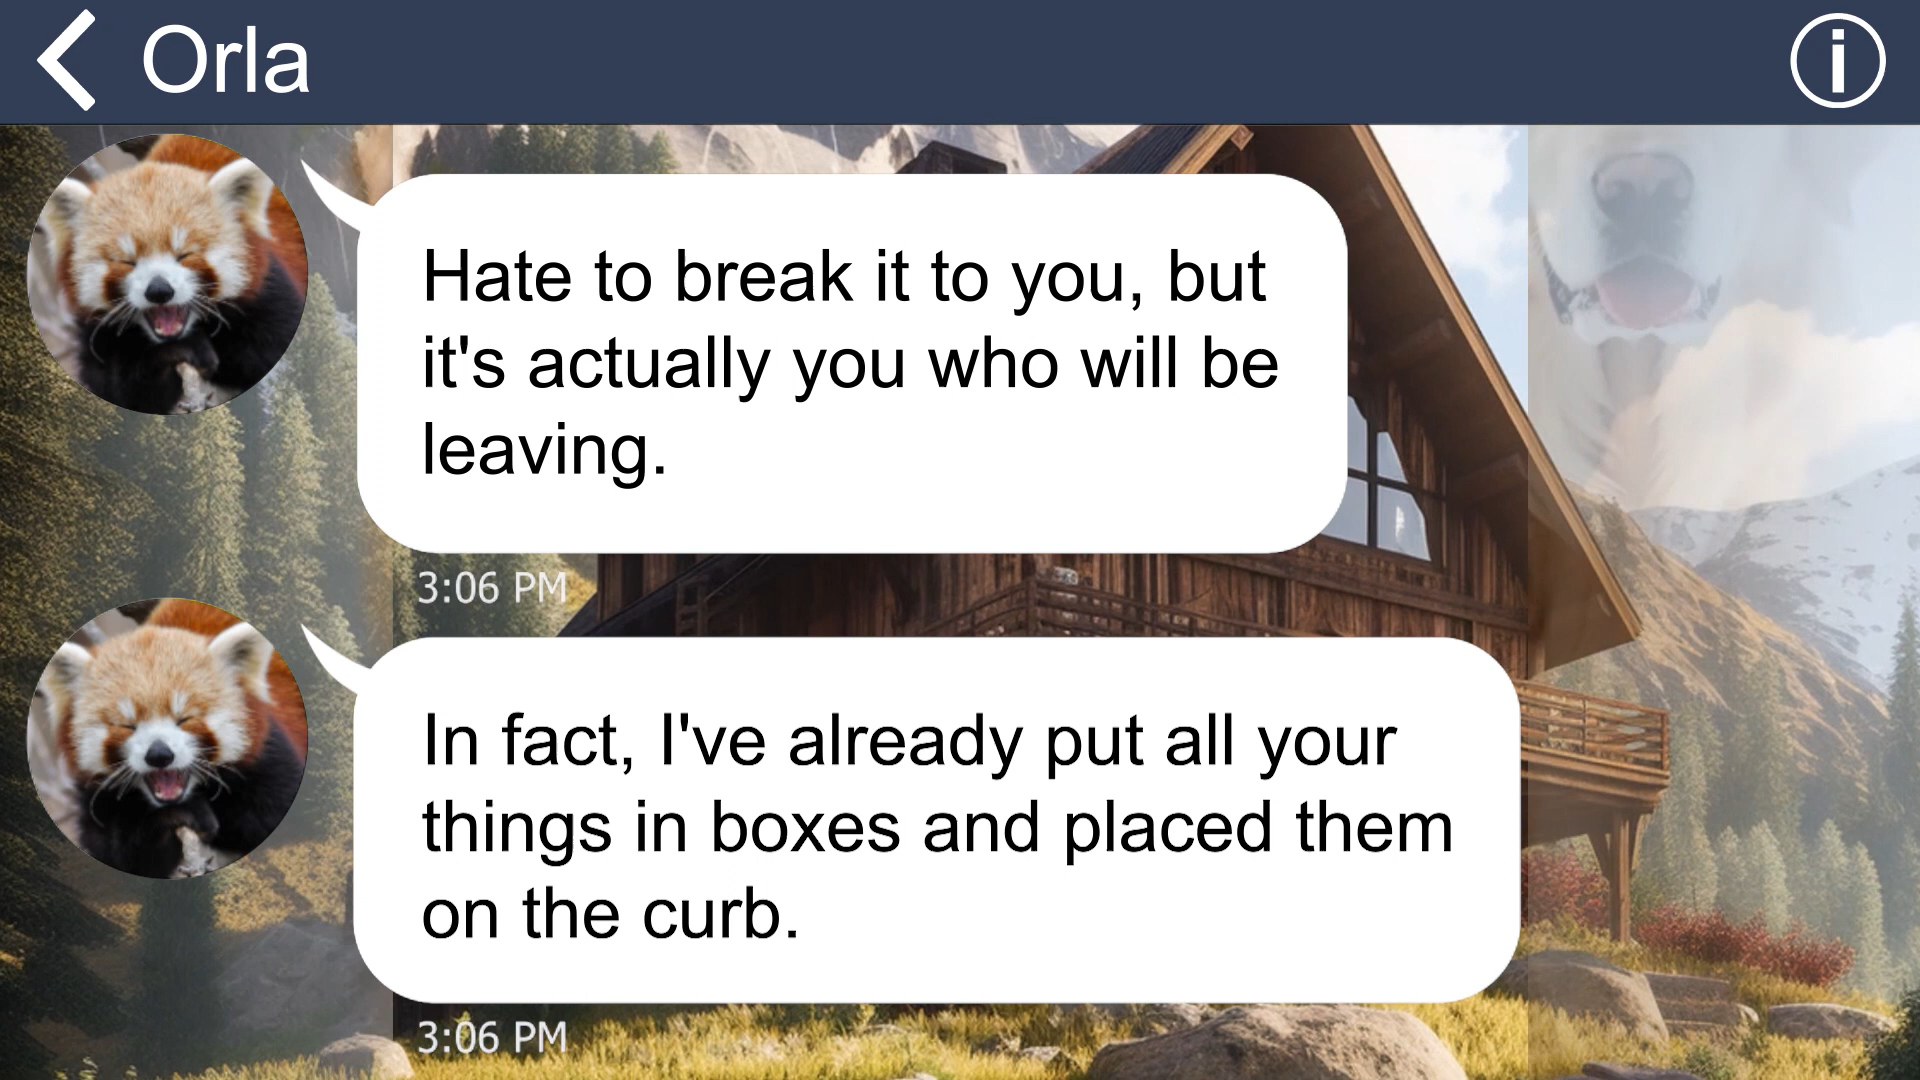 Orla
Hate to break it to you, but
it's actually you who will be
leaving.
3:06 PM
In fact, I've already put all your
things in boxes and placed them
on the curb.
3:06 PM